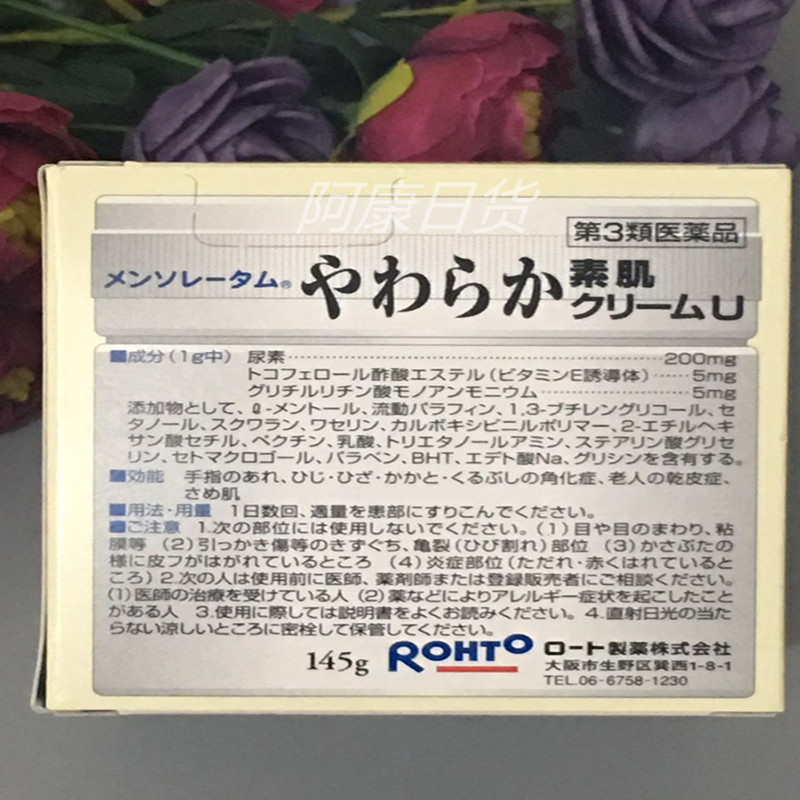 阿康日货
第3類医薬品
メンソレータム® やわらか 素肌
クリームU
■成分(1g中) 尿素……200mg
トコフェロール酢酸エステル(ビタミンE誘導体)……5mg
グリチルリチン酸モノアンモニウム……5mg
添加物として、ℓ-メントール、流動パラフィン、1,3-ブチレングリコール、セ
タノール、スクワラン、ワセリン、カルボキシビニルポリマー、2-エチルヘキ
サン酸セチル、ペクチン、乳酸、トリエタノールアミン、ステアリン酸グリセ
リン、セトマクロゴール、パラベン、BHT、エデト酸Na、グリシンを含有する。
■効能 手指のあれ、ひじ・ひざ・かかと・くるぶしの角化症、老人の乾皮症、
さめ肌
■用法・用量 1日数回、適量を患部にすりこんでください。
■ご注意 1.次の部位には使用しないでください。(1)目や目のまわり、粘
膜等 (2)引っかき傷等のきずぐち、亀裂(ひび割れ)部位 (3)かさぶたの
様に皮フがはがれているところ (4)炎症部位(ただれ・赤くはれていると
ころ) 2.次の人は使用前に医師、薬剤師または登録販売者にご相談ください。
(1)医師の治療を受けている人 (2)薬などによりアレルギー症状を起こしたこと
がある人 3.使用に際しては説明書をよくお読みください。4.直射日光の当た
らない涼しいところに密栓して保管してください。
145g ROHTO ロート製薬株式会社
大阪市生野区巽西1-8-1
TEL.06-6758-1230